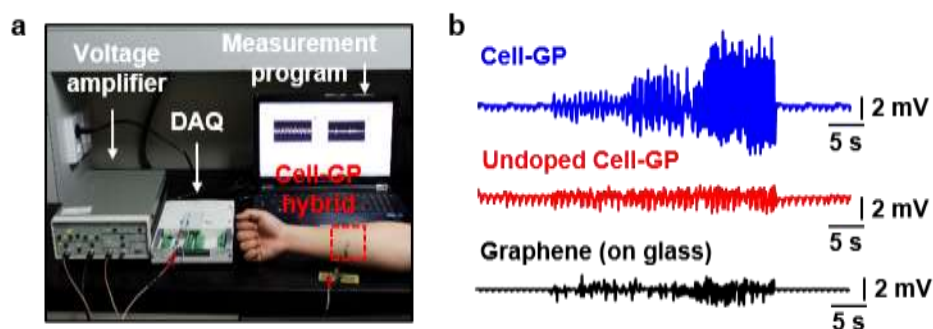 a
Voltage
amplifier
Measurement
program
DAQ
Cell-GP
hybrid
b
Cell-GP
2 mV
5 s
Undoped Cell-GP
2 mV
5 s
Graphene (on glass)
2 mV
5 s